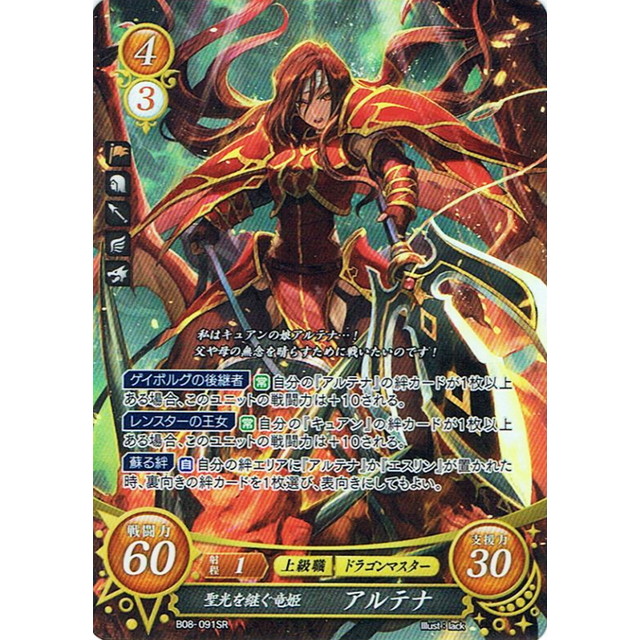 4
3
私はキュアンの娘アルテナ…!
父や母の無念を晴らすために戦いたいのです!
ゲイボルグの後継者 常 自分の『アルテナ』の絆カードが1枚以上
ある場合、このユニットの戦闘力は+10される。
レンスターの王女 常 自分の『キュアン』の絆カードが1枚以上
ある場合、このユニットの戦闘力は+10される。
蘇る絆 自 自分の絆エリアに『アルテナ』か『エスリン』が置かれた
時、裏向きの絆カードを1枚選び、表向きにしてもよい。
戦闘力
60
射程 1
上級職 ドラゴンマスター
支援力
30
聖光を継ぐ竜姫 アルテナ
B08-091SR
Illust:lack